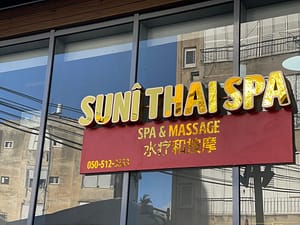 SUNÎ THAI SPA
SPA & MASSAGE
水疗和按摩